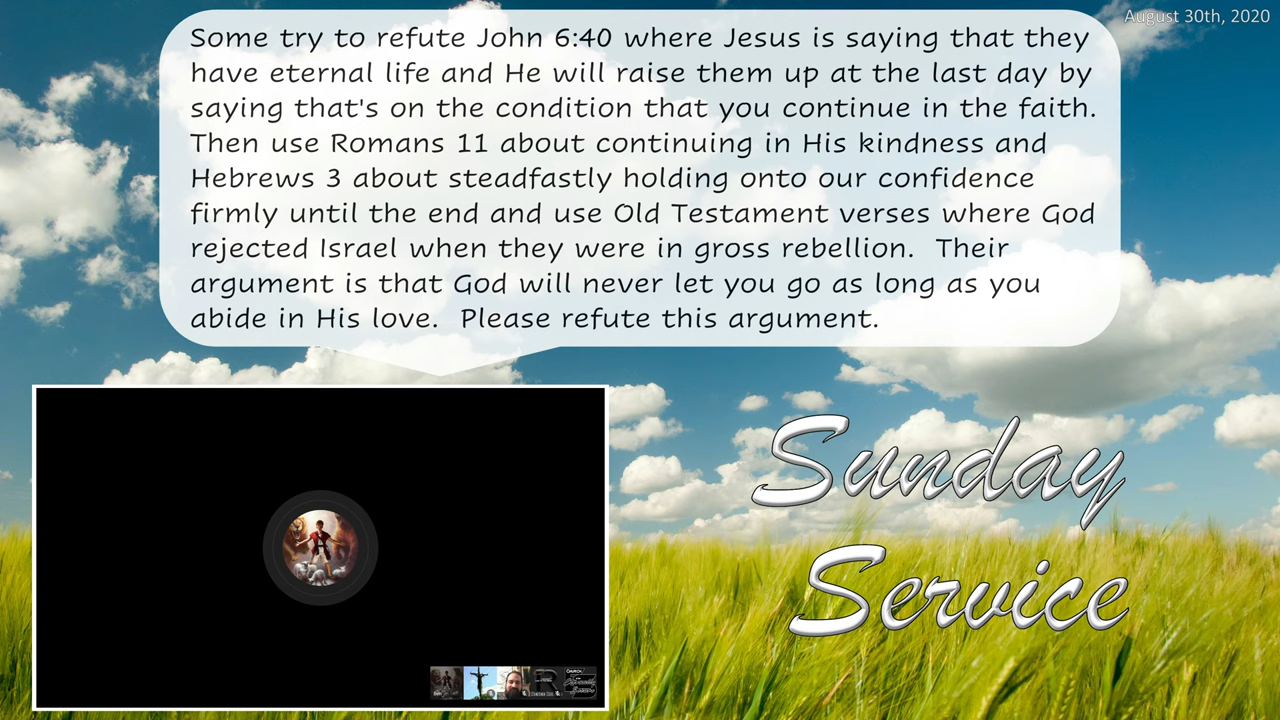 August 30th, 2020
Some try to refute John 6:40 where Jesus is saying that they
have eternal life and He will raise them up at the last day by
saying that's on the condition that you continue in the faith.
Then use Romans 11 about continuing in His kindness and
Hebrews 3 about steadfastly holding onto our confidence
firmly until the end and use Old Testament verses where God
rejected Israel when they were in gross rebellion.  Their
argument is that God will never let you go as long as you
abide in His love.  Please refute this argument.
Sunday
Service